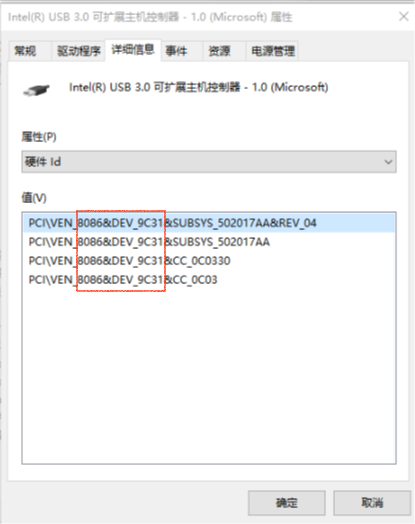 Intel(R) USB 3.0 可扩展主机控制器 - 1.0 (Microsoft) 属性
常规 驱动程序 详细信息 事件 资源 电源管理
Intel(R) USB 3.0 可扩展主机控制器 - 1.0 (Microsoft)
属性(P)
硬件 Id
值(V)
PCI\VEN_8086&DEV_9C31&SUBSYS_502017AA&REV_04
PCI\VEN_8086&DEV_9C31&SUBSYS_502017AA
PCI\VEN_8086&DEV_9C31&CC_0C0330
PCI\VEN_8086&DEV_9C31&CC_0C03
确定 取消